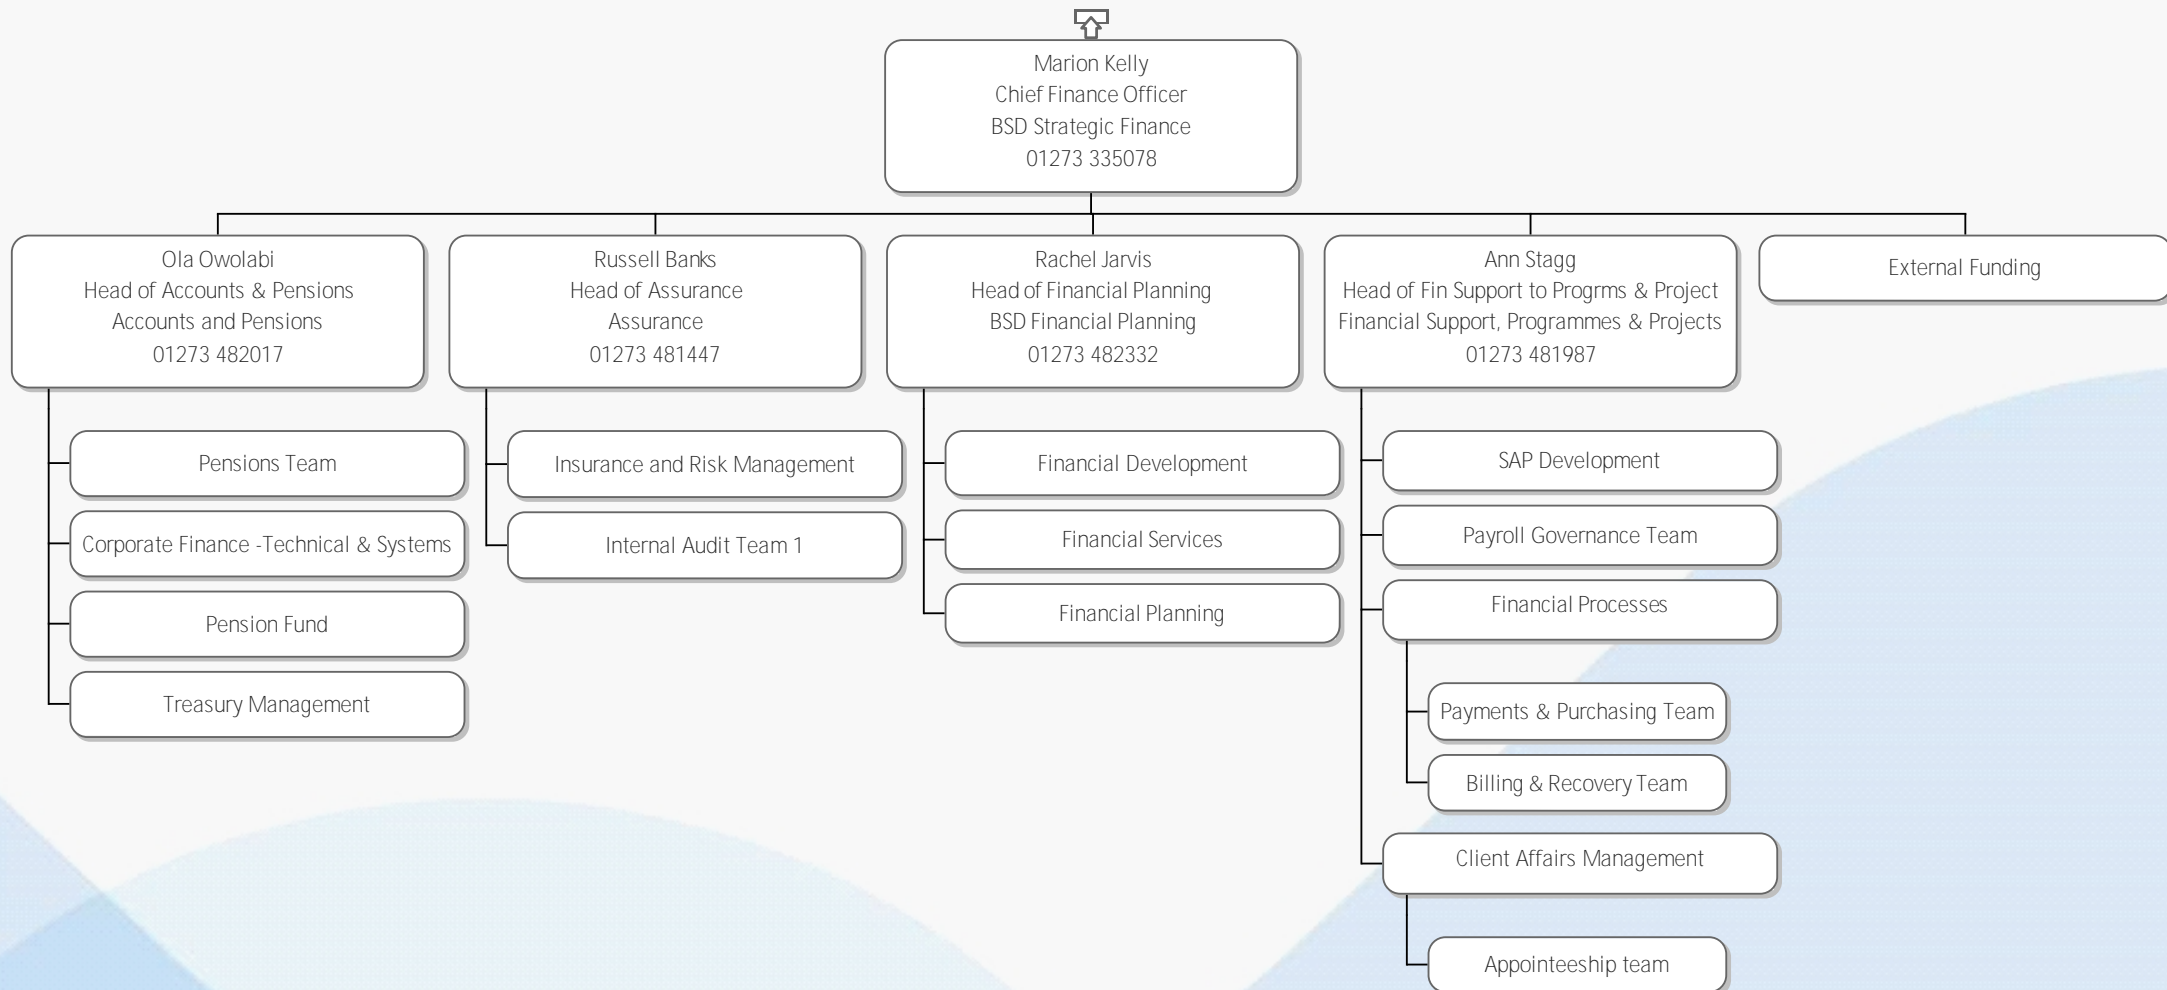 Marion Kelly
Chief Finance Officer
BSD Strategic Finance
01273 335078
Ola Owolabi
Head of Accounts & Pensions
Accounts and Pensions
01273 482017
Russell Banks
Head of Assurance
Assurance
01273 481447
Rachel Jarvis
Head of Financial Planning
BSD Financial Planning
01273 482332
Ann Stagg
Head of Fin Support to Progrms & Project
Financial Support, Programmes & Projects
01273 481987
External Funding
Pensions Team
Corporate Finance -Technical & Systems
Pension Fund
Treasury Management
Insurance and Risk Management
Internal Audit Team 1
Financial Development
Financial Services
Financial Planning
SAP Development
Payroll Governance Team
Financial Processes
Payments & Purchasing Team
Billing & Recovery Team
Client Affairs Management
Appointeeship team